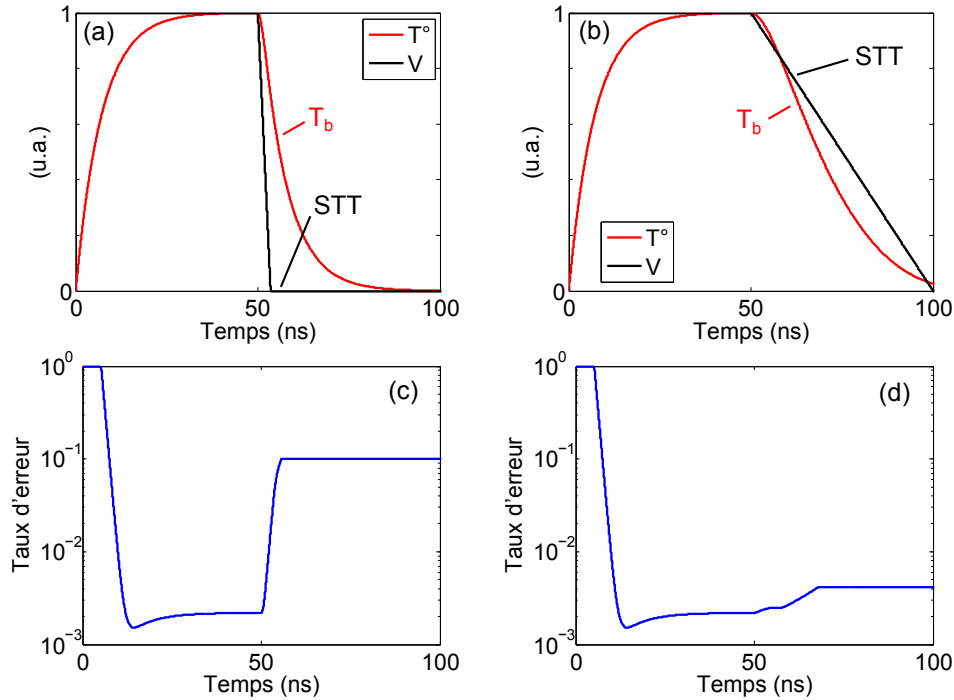 (a)
1
0
(u.a.)
T°
V
T_b
STT
0
50
100
Temps (ns)
(b)
1
0
(u.a.)
STT
T_b
T°
V
0
50
100
Temps (ns)
(c)
10^0
10^-1
10^-2
10^-3
Taux d'erreur
0
50
100
Temps (ns)
(d)
10^0
10^-1
10^-2
10^-3
Taux d'erreur
0
50
100
Temps (ns)